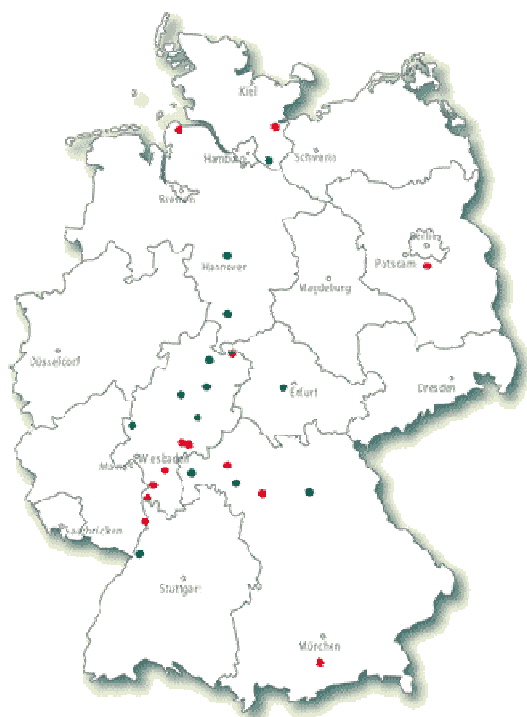 Kiel
Hamburg
Schwerin
Bremen
Berlin
Potsdam
Hannover
Magdeburg
Düsseldorf
Erfurt
Dresden
Wiesbaden
Mainz
Saarbrücken
Stuttgart
München